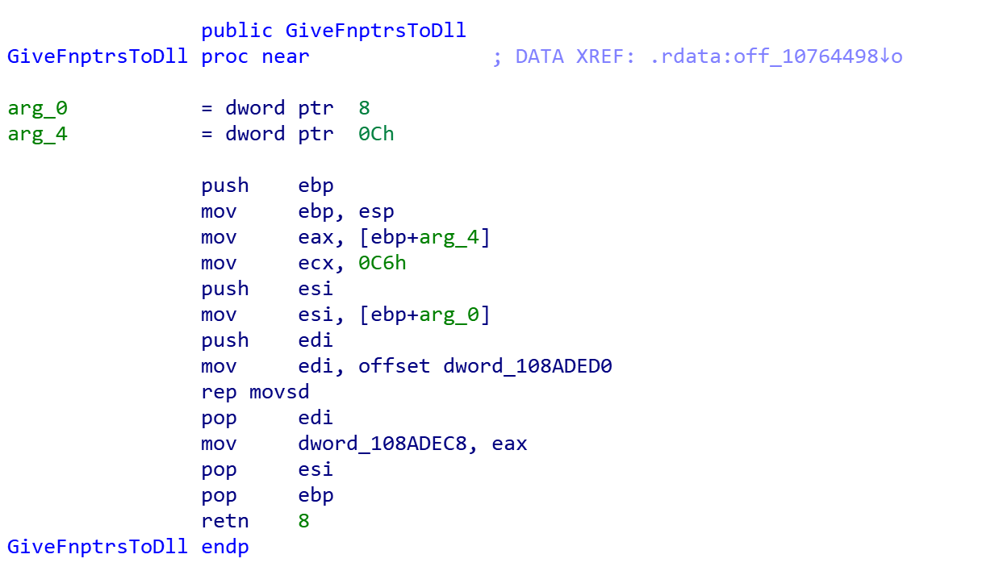 public GiveFnptrsToDll
GiveFnptrsToDll proc near ; DATA XREF: .rdata:off_10764498↓o
arg_0 = dword ptr 8
arg_4 = dword ptr 0Ch
push ebp
mov ebp, esp
mov eax, [ebp+arg_4]
mov ecx, 0C6h
push esi
mov esi, [ebp+arg_0]
push edi
mov edi, offset dword_108ADED0
rep movsd
pop edi
mov dword_108ADEC8, eax
pop esi
pop ebp
retn 8
GiveFnptrsToDll endp